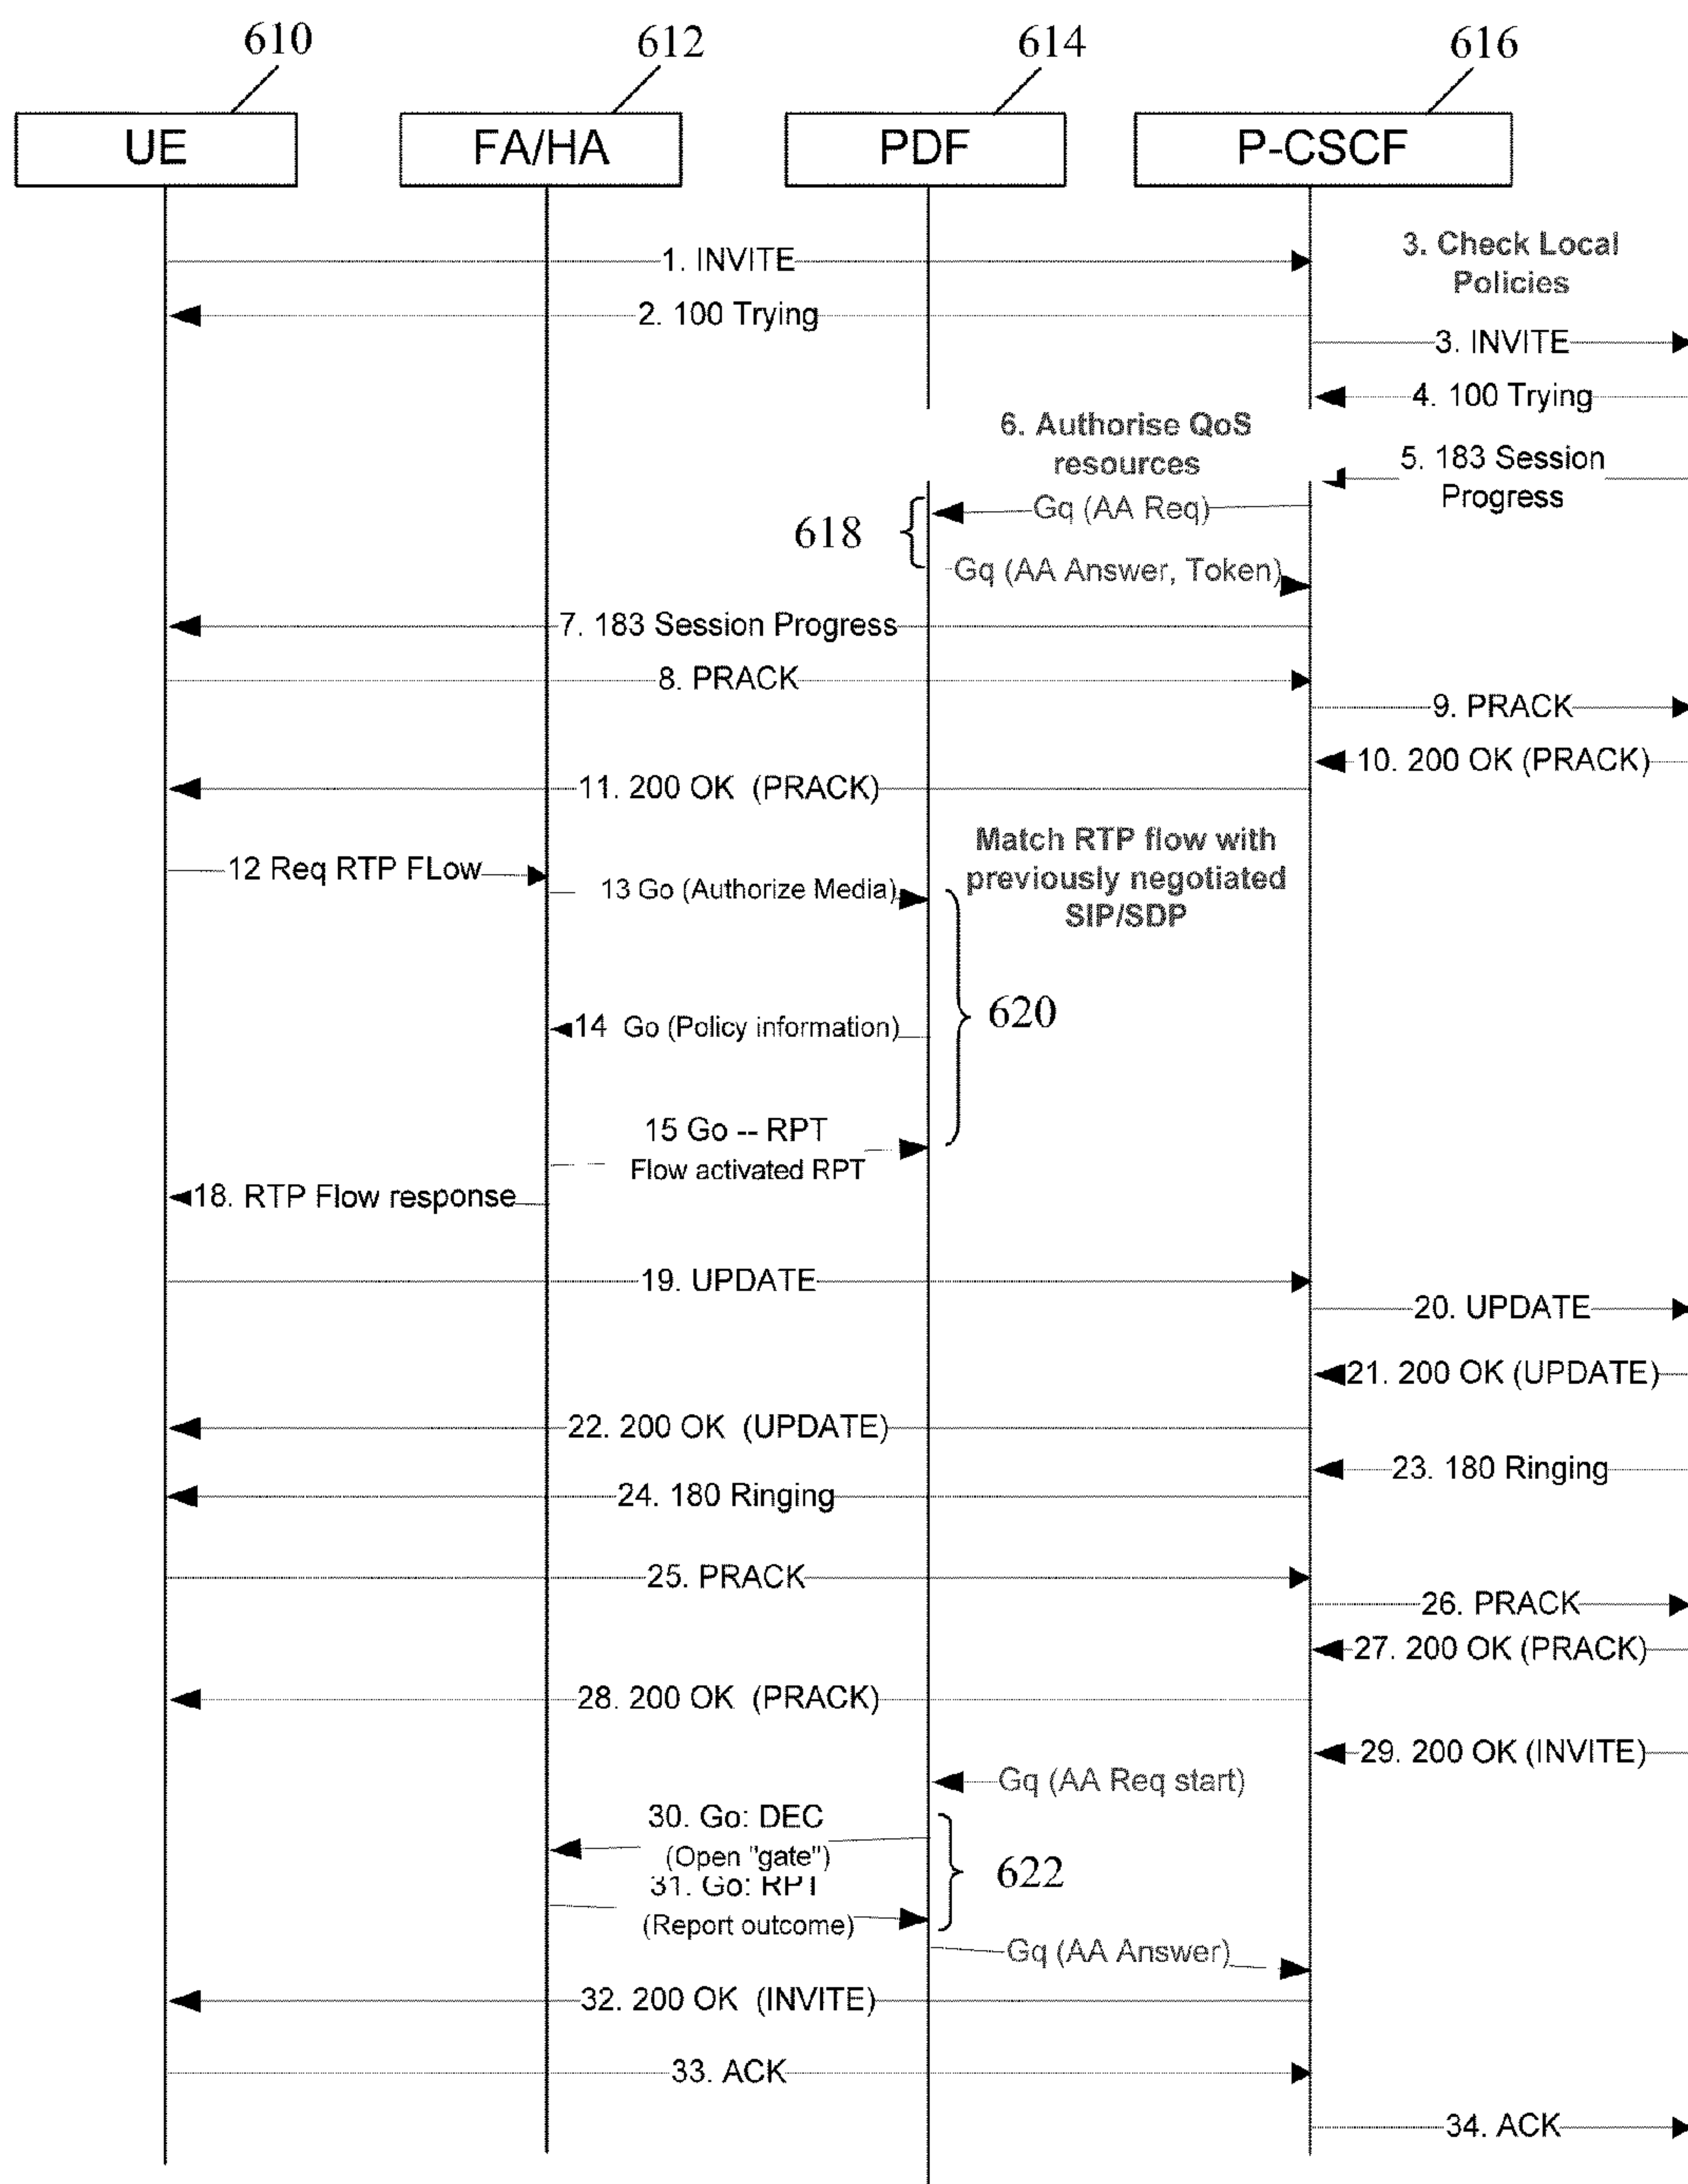 610
612
614
616
UE
FA/HA
PDF
P-CSCF
1. INVITE
3. Check Local
Policies
2. 100 Trying
3. INVITE
4. 100 Trying
6. Authorise QoS
resources
5. 183 Session
Progress
Gq (AA Req)
618
Gq (AA Answer, Token)
7. 183 Session Progress
8. PRACK
9. PRACK
10. 200 OK (PRACK)
11. 200 OK (PRACK)
Match RTP flow with
previously negotiated
SIP/SDP
12 Req RTP FLow
13 Go (Authorize Media)
620
14 Go (Policy information)
15 Go -- RPT
Flow activated RPT
18. RTP Flow response
19. UPDATE
20. UPDATE
21. 200 OK (UPDATE)
22. 200 OK (UPDATE)
23. 180 Ringing
24. 180 Ringing
25. PRACK
26. PRACK
27. 200 OK (PRACK)
28. 200 OK (PRACK)
29. 200 OK (INVITE)
Gq (AA Req start)
30. Go: DEC
(Open "gate")
622
31. Go: RPT
(Report outcome)
Gq (AA Answer)
32. 200 OK (INVITE)
33. ACK
34. ACK